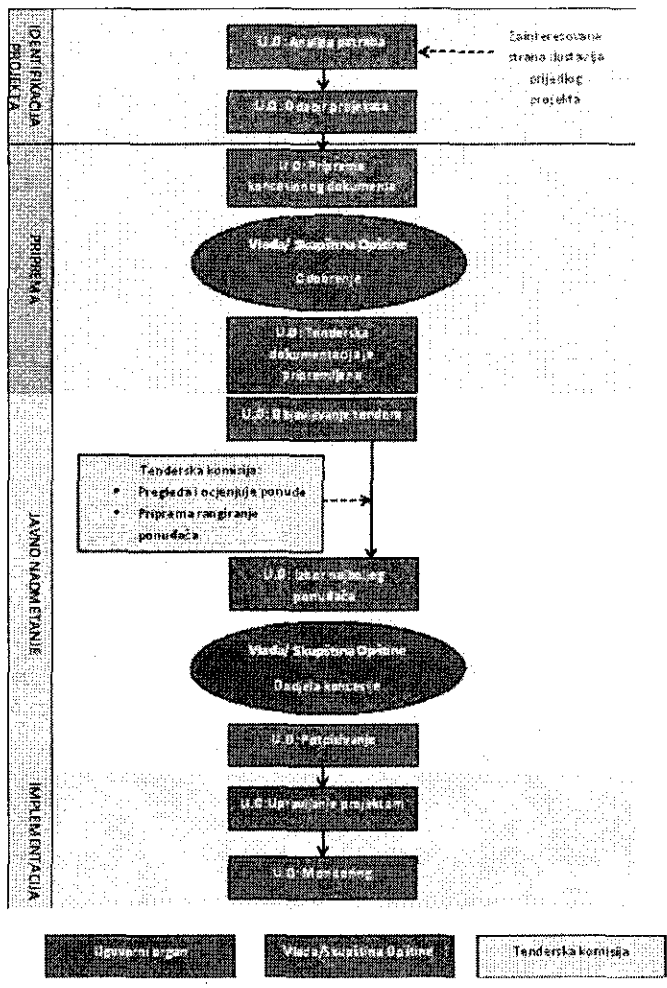 IDENTIFIKACIJA
PROJEKTA
U.O. Analiza potreba
Zainteresovana
strana dostavlja
prijedlog
projekta
U.O. Odabir projekata
PRIPREMA
U.O. Priprema
koncesionog dokumenta
Vlada/ Skupština Opštine
Odobrenje
U.O. Tenderska
dokumentacija je
pripremljena
JAVNO NADMETANJE
U.O. Objavljivanje tendera
Tenderska komisija:
• Pregleda i ocjenjuje ponude
• Priprema rangiranje
ponuđača
U.O. Izbor najboljeg
ponuđača
Vlada/ Skupština Opštine
Dodjela koncesije
U.O. Potpisivanje
IMPLEMENTACIJA
U.O. Upravljanje projektom
U.O. Monitoring
Ugovorni organ
Vlada/Skupština Opštine
Tenderska komisija